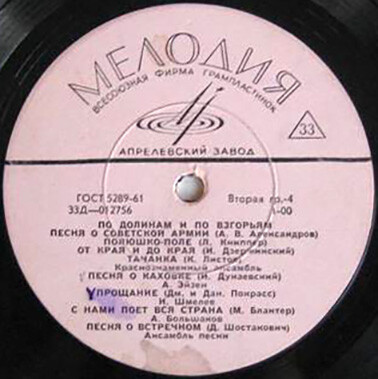 МЕЛОДИЯ
ВСЕСОЮЗНАЯ ФИРМА ГРАМПЛАСТИНОК
33
АПРЕЛЕВСКИЙ ЗАВОД
ГОСТ 5289-61
Вторая гр.-4
33Д—012756
1-00
ПО ДОЛИНАМ И ПО ВЗГОРЬЯМ
ПЕСНЯ О СОВЕТСКОЙ АРМИИ (А. В. Александров)
ПОЛЮШКО-ПОЛЕ (Л. Книппер)
ОТ КРАЯ И ДО КРАЯ (И. Дзержинский)
ТАЧАНКА (К. Листов)
Краснознаменный ансамбль
ПЕСНЯ О КАХОВКЕ (И. Дунаевский)
А. Эйзен
УПРОЩАНИЕ (Дм. и Дан. Покрасс)
И. Шмелев
С НАМИ ПОЕТ ВСЯ СТРАНА (М. Блантер)
А. Большаков
ПЕСНЯ О ВСТРЕЧНОМ (Д. Шостакович)
Ансамбль песни